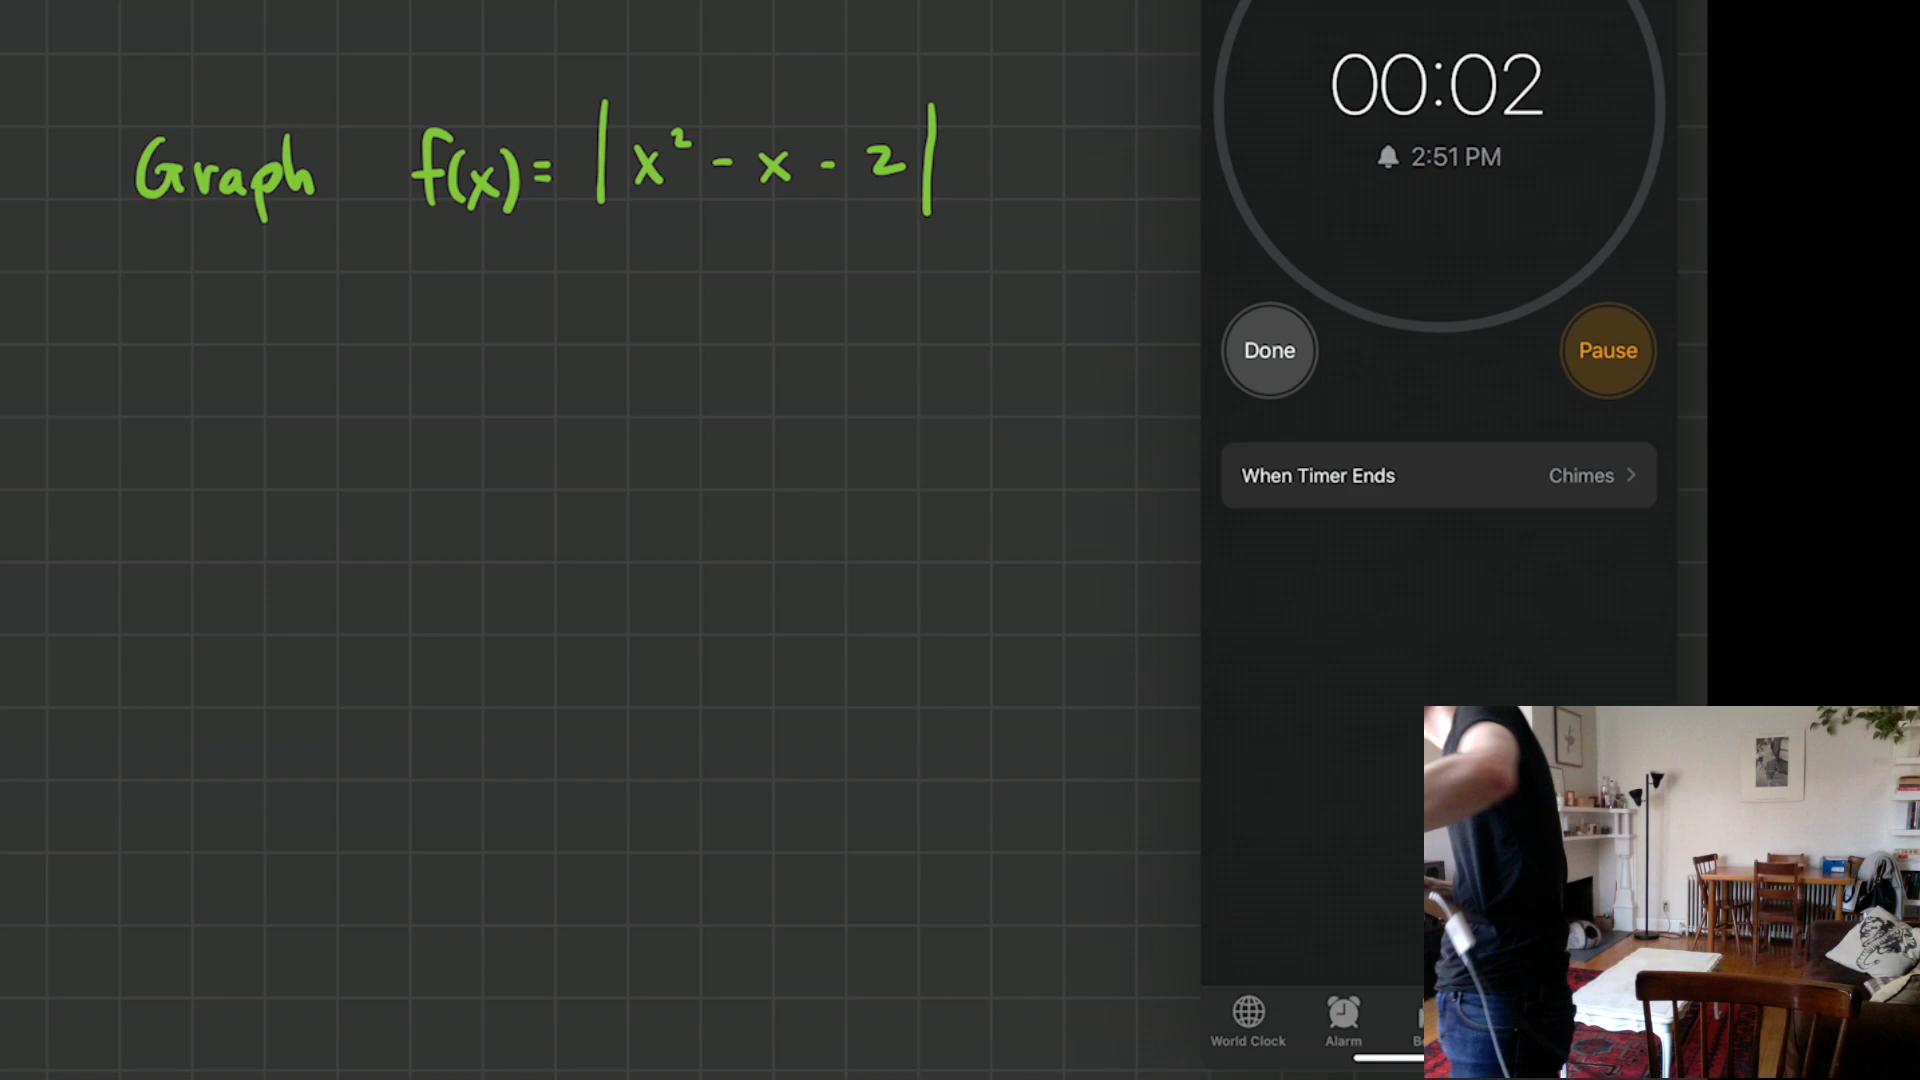 Graph f(x) = |x² - x - 2|
00:02
2:51 PM
Done Pause
When Timer Ends Chimes
World Clock Alarm